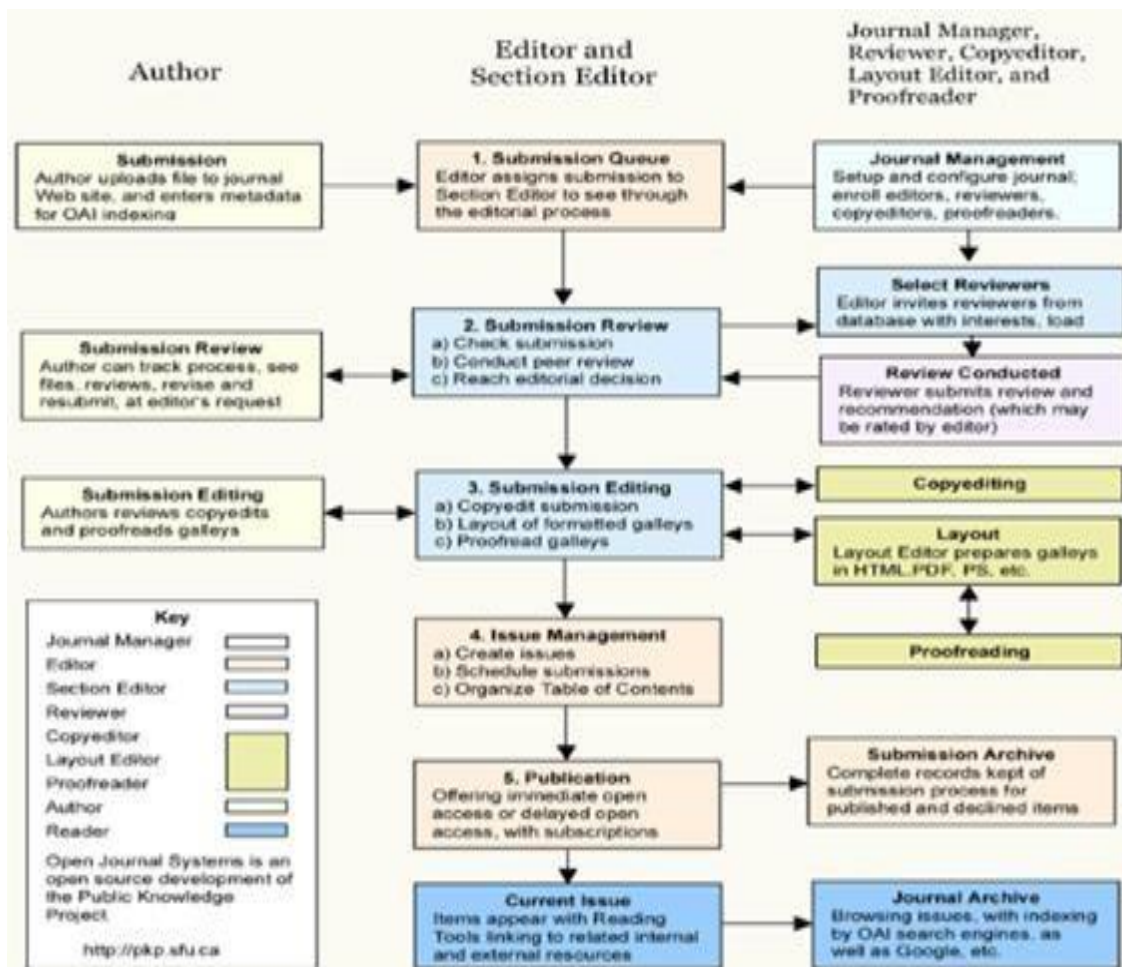 Author
Editor and
Section Editor
Journal Manager,
Reviewer, Copyeditor,
Layout Editor, and
Proofreader
Submission
Author uploads file to journal
Web site, and enters metadata
for OAI indexing
1. Submission Queue
Editor assigns submission to
Section Editor to see through
the editorial process
Journal Management
Setup and configure journal;
enroll editors, reviewers,
copyeditors, proofreaders.
Select Reviewers
Editor invites reviewers from
database with interests, load
Submission Review
Author can track process, see
files, reviews, revise and
resubmit, at editor's request
2. Submission Review
a) Check submission
b) Conduct peer review
c) Reach editorial decision
Review Conducted
Reviewer submits review and
recommendation (which may
be rated by editor)
Submission Editing
Authors reviews copyedits
and proofreads galleys
3. Submission Editing
a) Copyedit submission
b) Layout of formatted galleys
c) Proofread galleys
Copyediting
Layout
Layout Editor prepares galleys
in HTML,PDF, PS, etc.
Proofreading
Key
Journal Manager
Editor
Section Editor
Reviewer
Copyeditor
Layout Editor
Proofreader
Author
Reader
Open Journal Systems is an
open source development of
the Public Knowledge
Project.
http://pkp.sfu.ca
4. Issue Management
a) Create issues
b) Schedule submissions
c) Organize Table of Contents
5. Publication
Offering immediate open
access or delayed open
access, with subscriptions
Submission Archive
Complete records kept of
submission process for
published and declined items
Current Issue
Items appear with Reading
Tools linking to related internal
and external resources
Journal Archive
Browsing issues, with indexing
by OAI search engines, as
well as Google, etc.